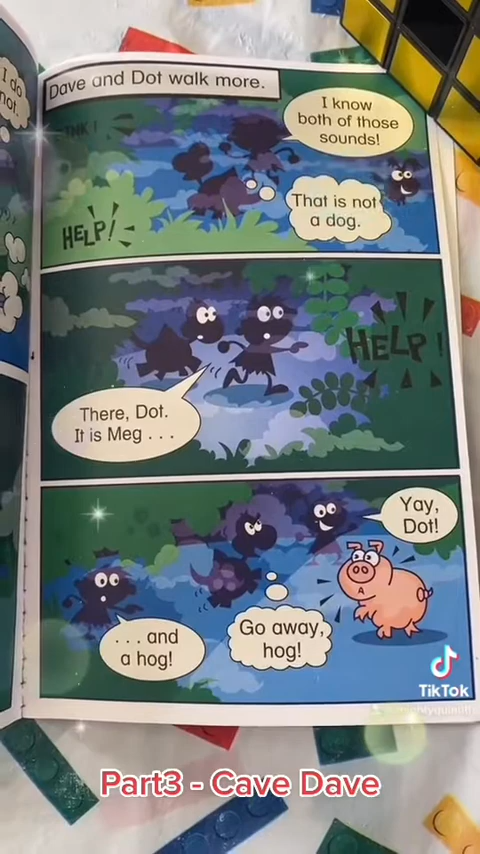 I do
not.
Dave and Dot walk more.
I know
both of those
sounds!
That is not
a dog.
HELP!
HELP!
There, Dot.
It is Meg . . .
Yay,
Dot!
. . . and
a hog!
Go away,
hog!
TikTok
Part3 - Cave Dave